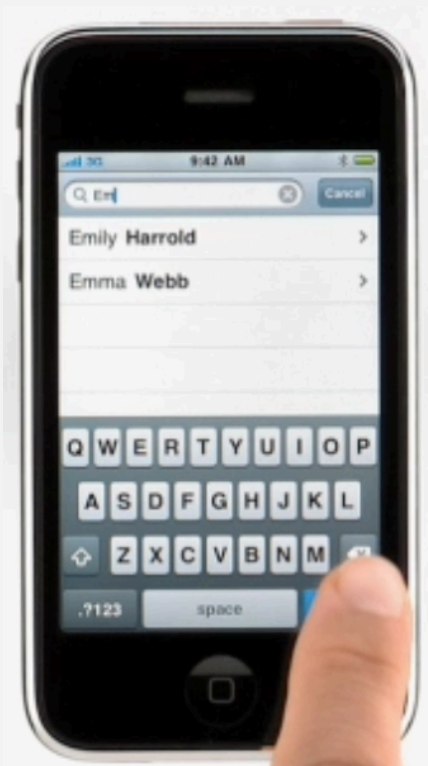 3G 9:42 AM
Em Cancel
Emily Harrold
Emma Webb
Q W E R T Y U I O P
A S D F G H J K L
Z X C V B N M
.?123 space